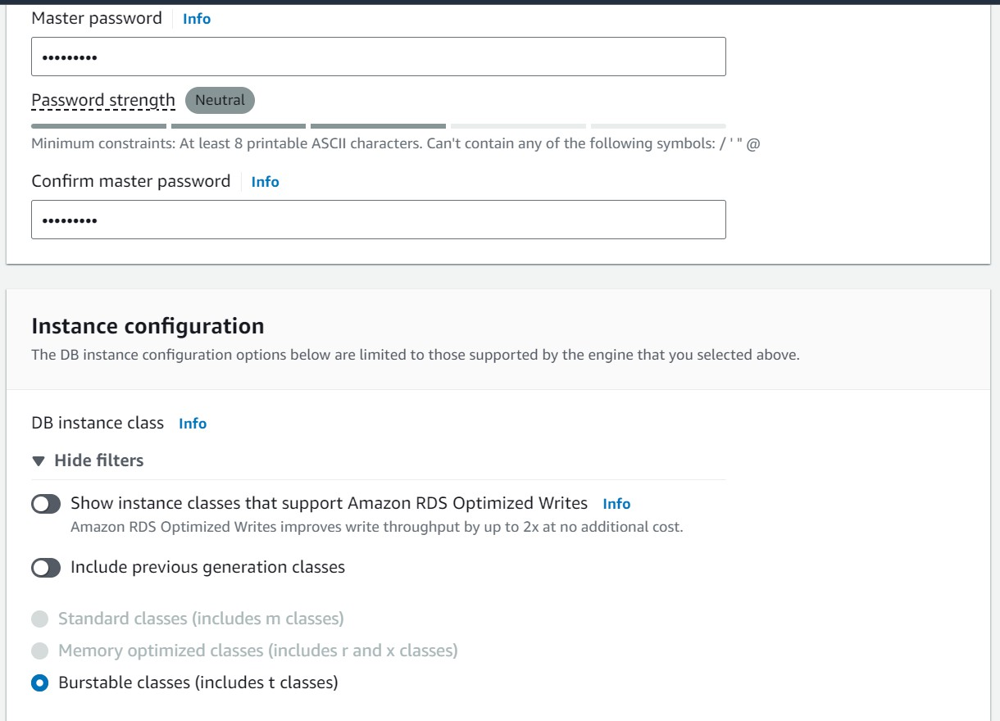 Master password Info
•••••••••
Password strength Neutral
Minimum constraints: At least 8 printable ASCII characters. Can't contain any of the following symbols: / ' " @
Confirm master password Info
•••••••••
Instance configuration
The DB instance configuration options below are limited to those supported by the engine that you selected above.
DB instance class Info
Hide filters
Show instance classes that support Amazon RDS Optimized Writes Info
Amazon RDS Optimized Writes improves write throughput by up to 2x at no additional cost.
Include previous generation classes
Standard classes (includes m classes)
Memory optimized classes (includes r and x classes)
Burstable classes (includes t classes)